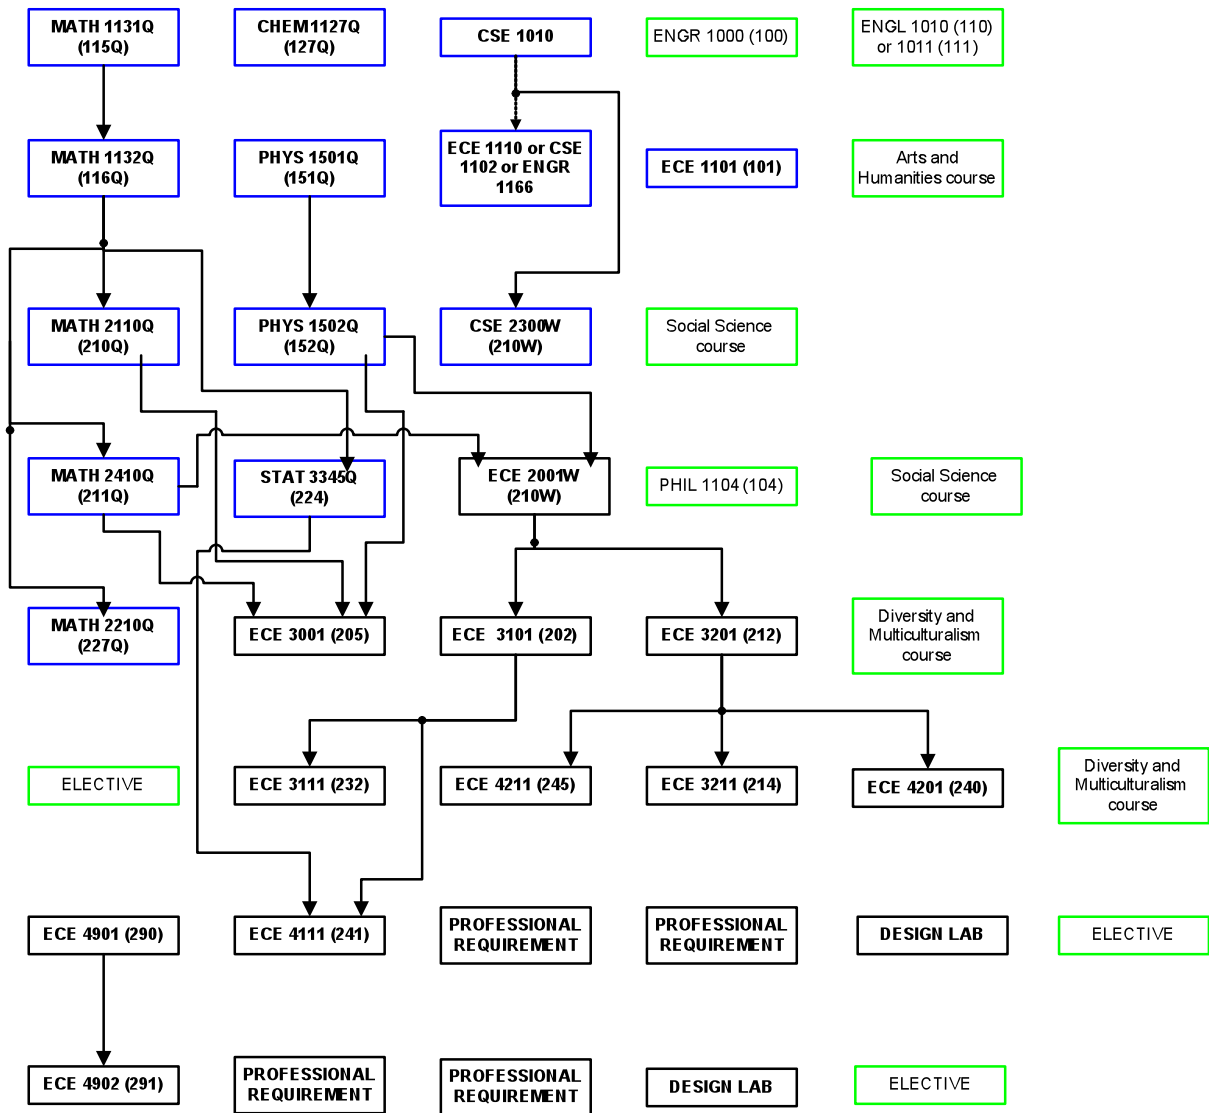 MATH 1131Q
(115Q)
CHEM1127Q
(127Q)
CSE 1010
ENGR 1000 (100)
ENGL 1010 (110)
or 1011 (111)
MATH 1132Q
(116Q)
PHYS 1501Q
(151Q)
ECE 1110 or CSE
1102 or ENGR
1166
ECE 1101 (101)
Arts and
Humanities course
MATH 2110Q
(210Q)
PHYS 1502Q
(152Q)
CSE 2300W
(210W)
Social Science
course
MATH 2410Q
(211Q)
STAT 3345Q
(224)
ECE 2001W
(210W)
PHIL 1104 (104)
Social Science
course
MATH 2210Q
(227Q)
ECE 3001 (205)
ECE 3101 (202)
ECE 3201 (212)
Diversity and
Multiculturalism
course
ELECTIVE
ECE 3111 (232)
ECE 4211 (245)
ECE 3211 (214)
ECE 4201 (240)
Diversity and
Multiculturalism
course
ECE 4901 (290)
ECE 4111 (241)
PROFESSIONAL
REQUIREMENT
PROFESSIONAL
REQUIREMENT
DESIGN LAB
ELECTIVE
ECE 4902 (291)
PROFESSIONAL
REQUIREMENT
PROFESSIONAL
REQUIREMENT
DESIGN LAB
ELECTIVE